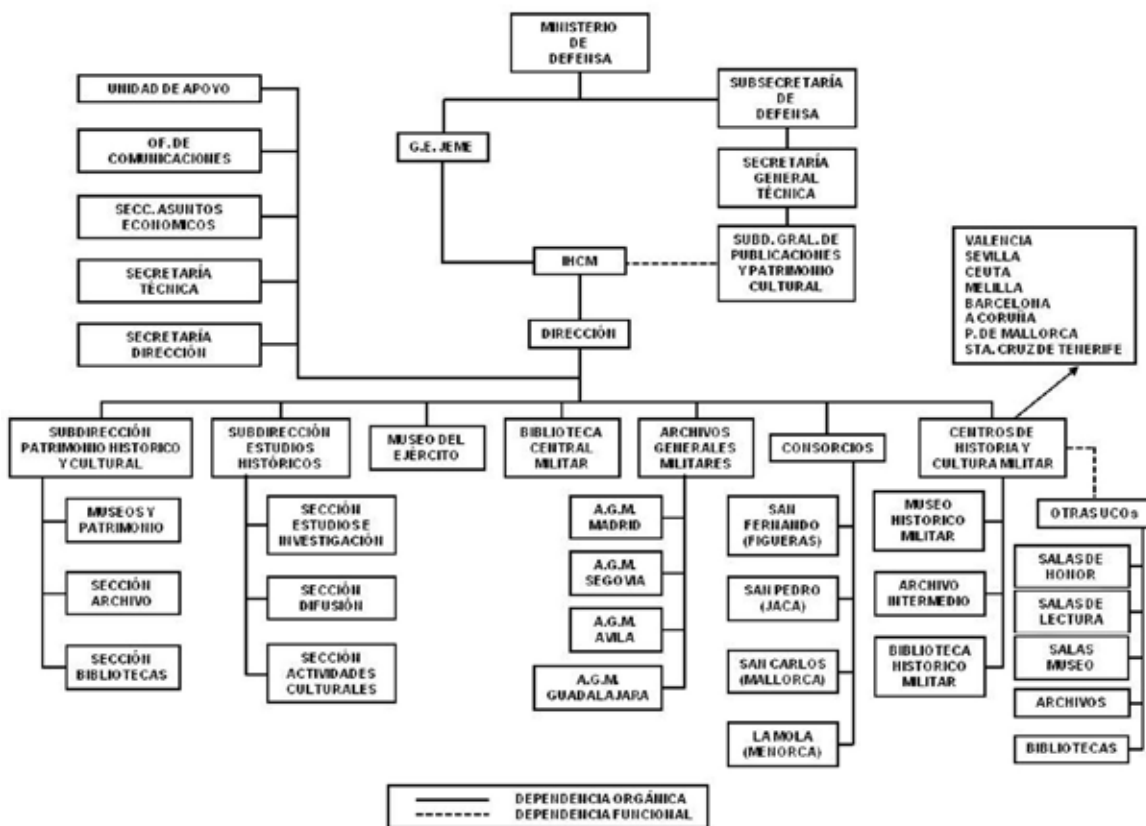 MINISTERIO
DE
DEFENSA
UNIDAD DE APOYO
OF. DE
COMUNICACIONES
SECC. ASUNTOS
ECONOMICOS
SECRETARÍA
TÉCNICA
SECRETARÍA
DIRECCIÓN
G.E. JEME
SUBSECRETARÍA
DE
DEFENSA
SECRETARÍA
GENERAL
TÉCNICA
SUBD. GRAL. DE
PUBLICACIONES
Y PATRIMONIO
CULTURAL
IHCM
DIRECCIÓN
VALENCIA
SEVILLA
CEUTA
MELILLA
BARCELONA
A CORUÑA
P. DE MALLORCA
STA. CRUZ DE TENERIFE
SUBDIRECCIÓN
PATRIMONIO HISTORICO
Y CULTURAL
MUSEOS Y
PATRIMONIO
SECCIÓN
ARCHIVO
SECCIÓN
BIBLIOTECAS
SUBDIRECCIÓN
ESTUDIOS
HISTÓRICOS
SECCIÓN
ESTUDIOS E
INVESTIGACIÓN
SECCIÓN
DIFUSIÓN
SECCIÓN
ACTIVIDADES
CULTURALES
MUSEO DEL
EJÉRCITO
BIBLIOTECA
CENTRAL
MILITAR
ARCHIVOS
GENERALES
MILITARES
A.G.M.
MADRID
A.G.M.
SEGOVIA
A.G.M.
AVILA
A.G.M.
GUADALAJARA
CONSORCIOS
SAN
FERNANDO
(FIGUERAS)
SAN PEDRO
(JACA)
SAN CARLOS
(MALLORCA)
LA MOLA
(MENORCA)
CENTROS DE
HISTORIA Y
CULTURA MILITAR
MUSEO
HISTORICO
MILITAR
ARCHIVO
INTERMEDIO
BIBLIOTECA
HISTORICO
MILITAR
OTRAS UCOs
SALAS DE
HONOR
SALAS DE
LECTURA
SALAS
MUSEO
ARCHIVOS
BIBLIOTECAS
DEPENDENCIA ORGÁNICA
DEPENDENCIA FUNCIONAL